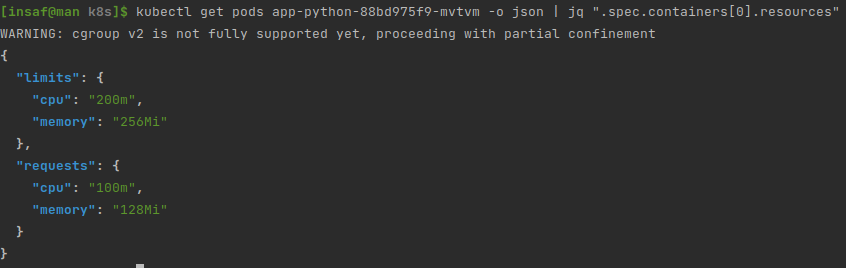 [insaf@man k8s]$ kubectl get pods app-python-88bd975f9-mvtvm -o json | jq ".spec.containers[0].resources"
WARNING: cgroup v2 is not fully supported yet, proceeding with partial confinement
{
  "limits": {
    "cpu": "200m",
    "memory": "256Mi"
  },
  "requests": {
    "cpu": "100m",
    "memory": "128Mi"
  }
}